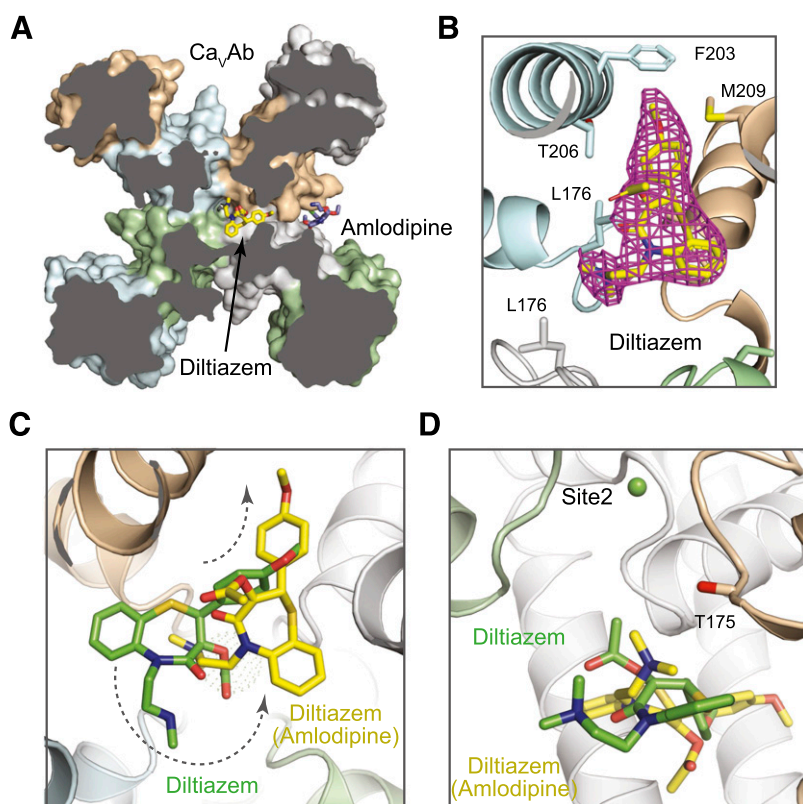 A
CaVAb
Amlodipine
Diltiazem
B
F203
M209
T206
L176
L176
Diltiazem
C
Diltiazem
(Amlodipine)
Diltiazem
D
Site2
T175
Diltiazem
Diltiazem
(Amlodipine)